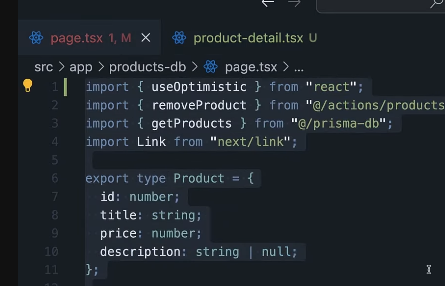 page.tsx 1, M
product-detail.tsx U
src > app > products-db > page.tsx > ...
1 import { useOptimistic } from "react";
2 import { removeProduct } from "@/actions/products
3 import { getProducts } from "@/prisma-db";
4 import Link from "next/link";
5
6 export type Product = {
7 id: number;
8 title: string;
9 price: number;
10 description: string | null;
11 };
12